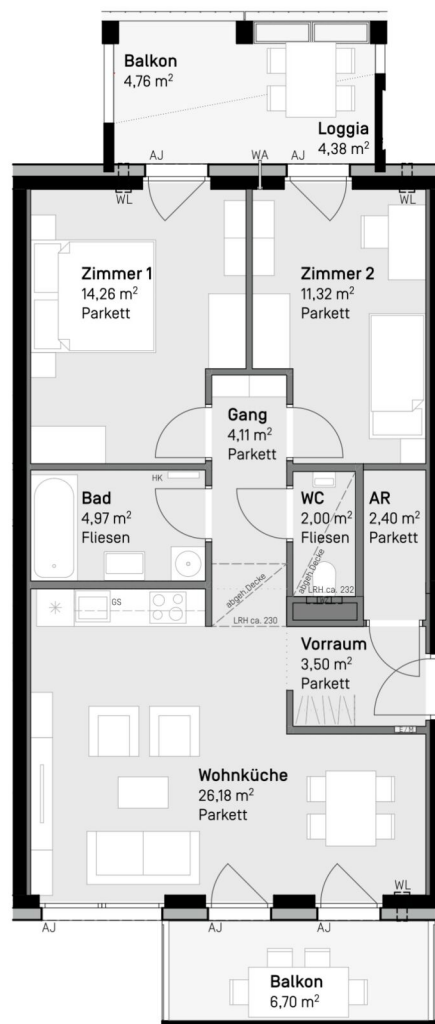 Balkon
4,76 m²
Loggia
4,38 m²
AJ
WA
AJ
WL
WL
Zimmer 1
14,26 m²
Parkett
Zimmer 2
11,32 m²
Parkett
Gang
4,11 m²
Parkett
HK
Bad
4,97 m²
Fliesen
WC
2,00 m²
Fliesen
AR
2,40 m²
Parkett
abgeh.Decke
LRH ca. 232
GS
abgeh.Decke
LRH ca. 230
Vorraum
3,50 m²
Parkett
E/M
Wohnküche
26,18 m²
Parkett
WL
AJ
AJ
AJ
Balkon
6,70 m²